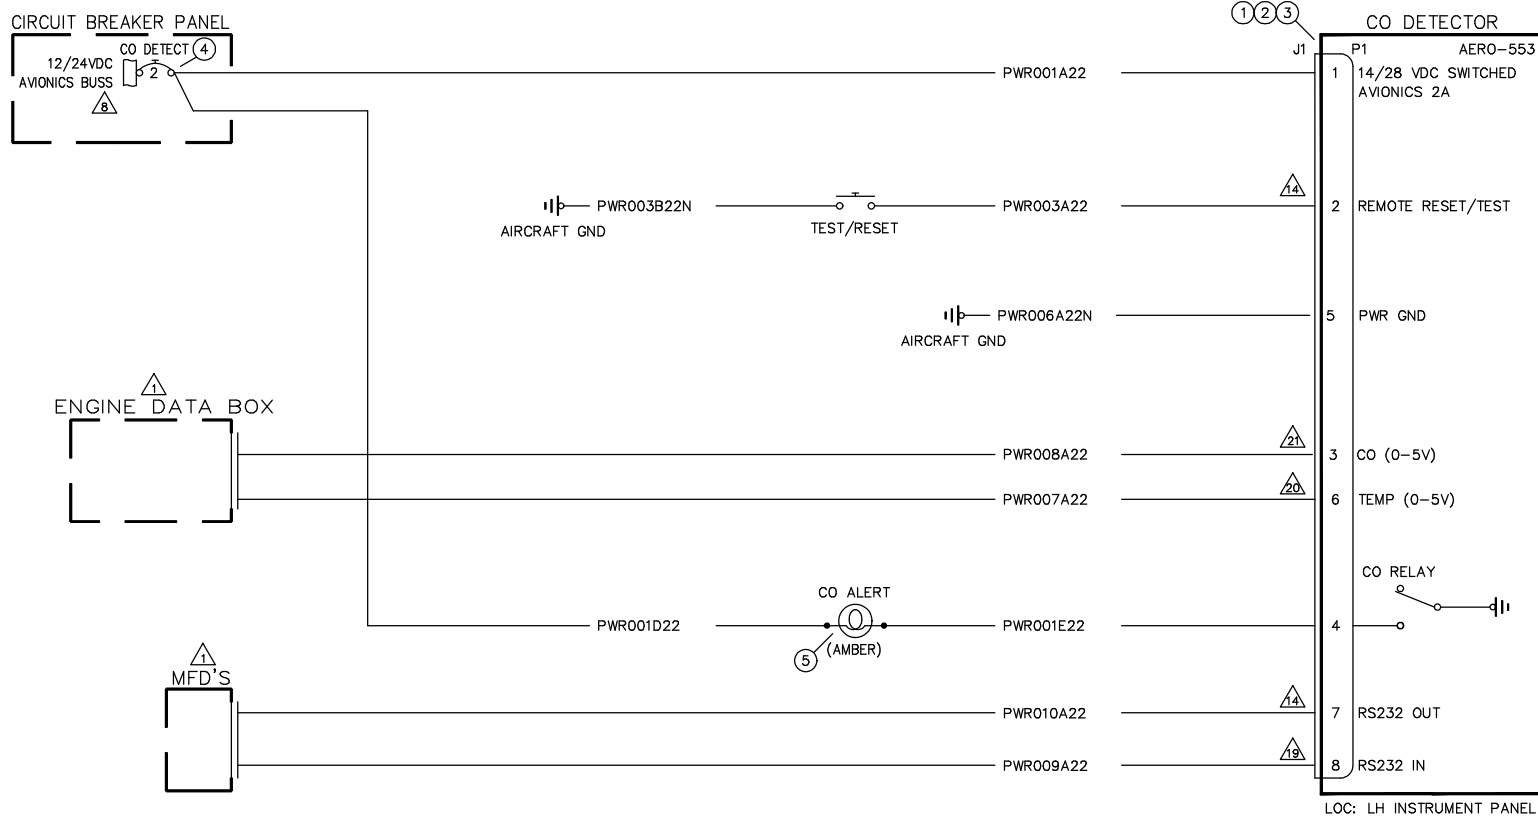 CIRCUIT BREAKER PANEL
CO DETECT 4
12/24VDC
AVIONICS BUSS
2
8
1 2 3
CO DETECTOR
J1 P1 AERO-553
PWR001A22 1 14/28 VDC SWITCHED
AVIONICS 2A
14
AIRCRAFT GND PWR003B22N TEST/RESET PWR003A22 2 REMOTE RESET/TEST
AIRCRAFT GND PWR006A22N 5 PWR GND
1
ENGINE DATA BOX
21
PWR008A22 3 CO (0-5V)
20
PWR007A22 6 TEMP (0-5V)
CO RELAY
CO ALERT
PWR001D22 PWR001E22 4
5 (AMBER)
1
MFD'S
14
PWR010A22 7 RS232 OUT
19
PWR009A22 8 RS232 IN
LOC: LH INSTRUMENT PANEL